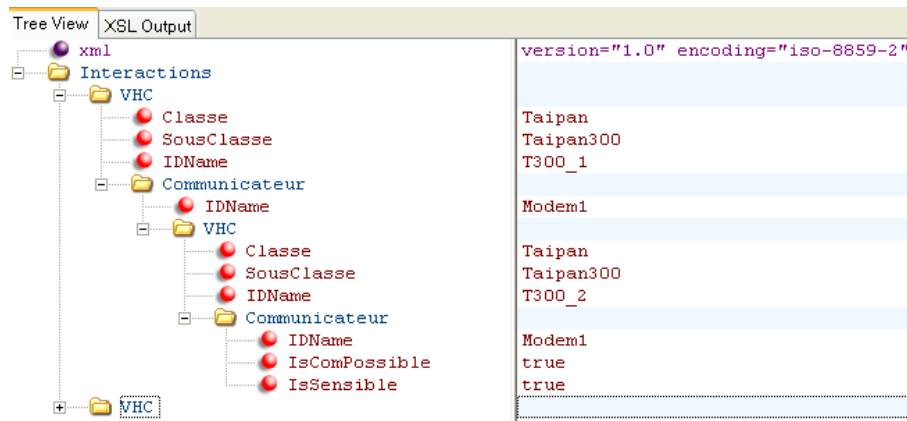 Tree View XSL Output
xml version="1.0" encoding="iso-8859-2"
Interactions
VHC
Classe Taipan
SousClasse Taipan300
IDName T300_1
Communicateur
IDName Modem1
VHC
Classe Taipan
SousClasse Taipan300
IDName T300_2
Communicateur
IDName Modem1
IsComPossible true
IsSensible true
VHC